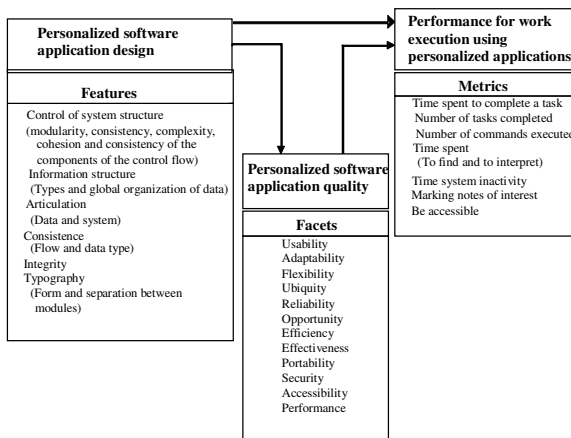 Personalized software
application design
Features
Control of system structure
(modularity, consistency, complexity,
cohesion and consistency of the
components of the control flow)
Information structure
(Types and global organization of data)
Articulation
(Data and system)
Consistence
(Flow and data type)
Integrity
Typography
(Form and separation between
modules)
Personalized software
application quality
Facets
Usability
Adaptability
Flexibility
Ubiquity
Reliability
Opportunity
Efficiency
Effectiveness
Portability
Security
Accessibility
Performance
Performance for work
execution using
personalized applications
Metrics
Time spent to complete a task
Number of tasks completed
Number of commands executed
Time spent
(To find and to interpret)
Time system inactivity
Marking notes of interest
Be accessible